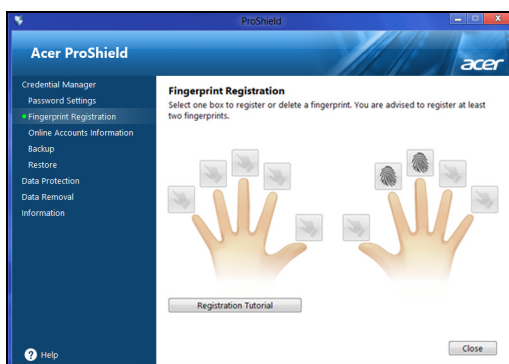 ProShield
Acer ProShield
acer
Credential Manager
Password Settings
Fingerprint Registration
Online Accounts Information
Backup
Restore
Data Protection
Data Removal
Information
Fingerprint Registration
Select one box to register or delete a fingerprint. You are advised to register at least
two fingerprints.
Registration Tutorial
? Help
Close